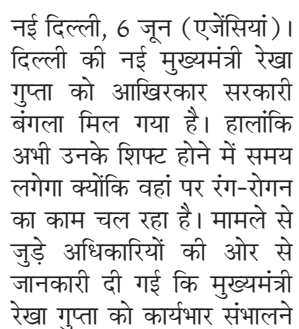 नई दिल्ली, 6 जून (एजेंसियां)।
दिल्ली की नई मुख्यमंत्री रेखा
गुप्ता को आखिरकार सरकारी
बंगला मिल गया है। हालांकि
अभी उनके शिफ्ट होने में समय
लगेगा क्योंकि वहां पर रंग-रोगन
का काम चल रहा है। मामले से
जुड़े अधिकारियों की ओर से
जानकारी दी गई कि मुख्यमंत्री
रेखा गुप्ता को कार्यभार संभालने